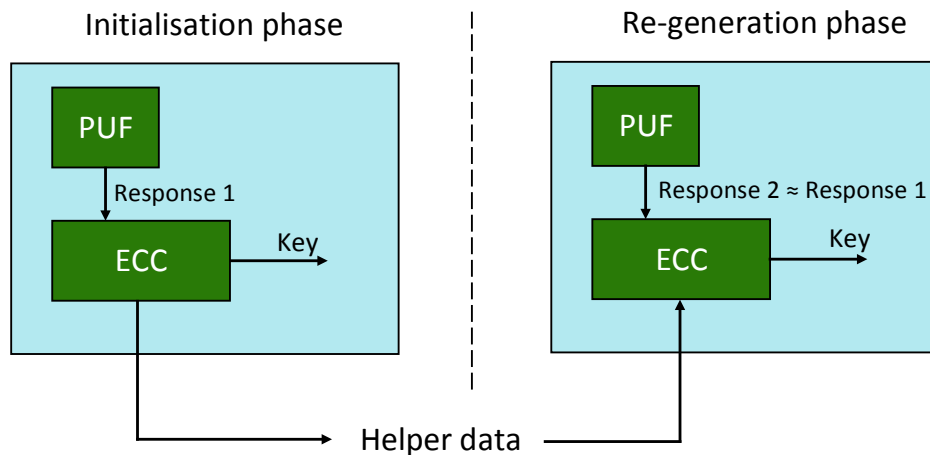 Initialisation phase
PUF
Response 1
ECC
Key
Re-generation phase
PUF
Response 2 ≈ Response 1
ECC
Key
Helper data